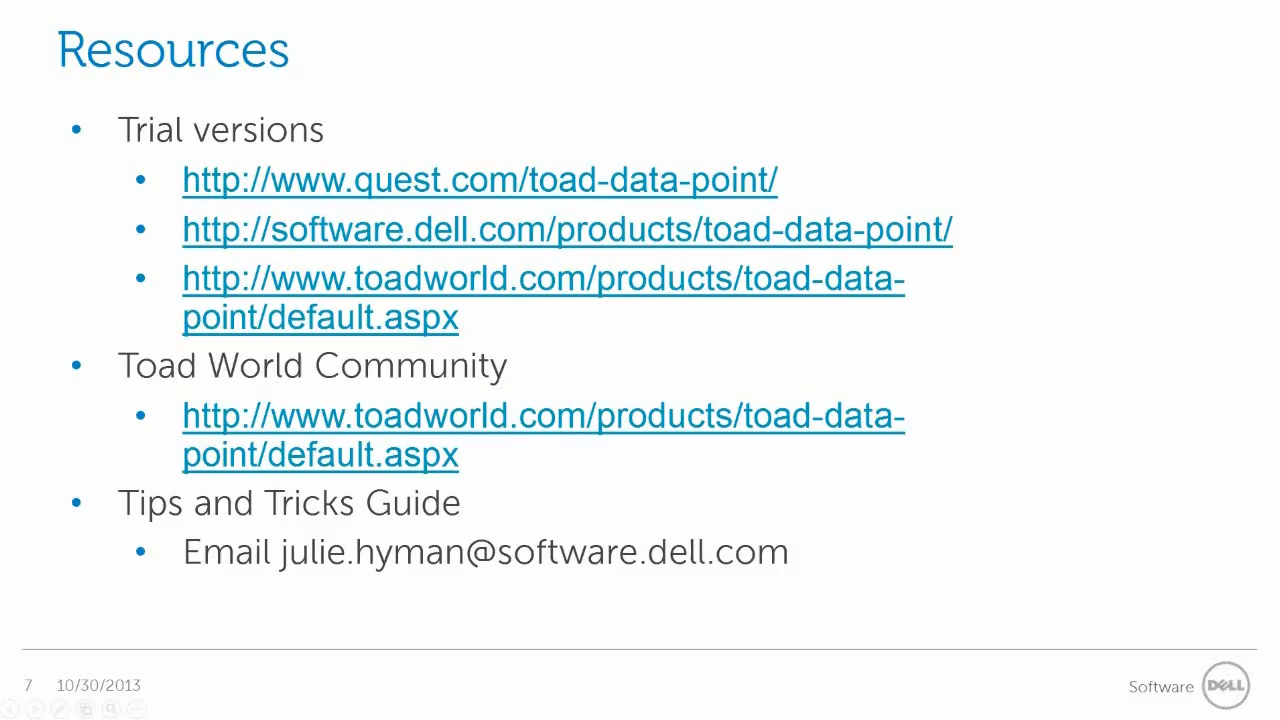 Resources
• Trial versions
• http://www.quest.com/toad-data-point/
• http://software.dell.com/products/toad-data-point/
• http://www.toadworld.com/products/toad-data-
point/default.aspx
• Toad World Community
• http://www.toadworld.com/products/toad-data-
point/default.aspx
• Tips and Tricks Guide
• Email julie.hyman@software.dell.com
7 10/30/2013
Software DELL